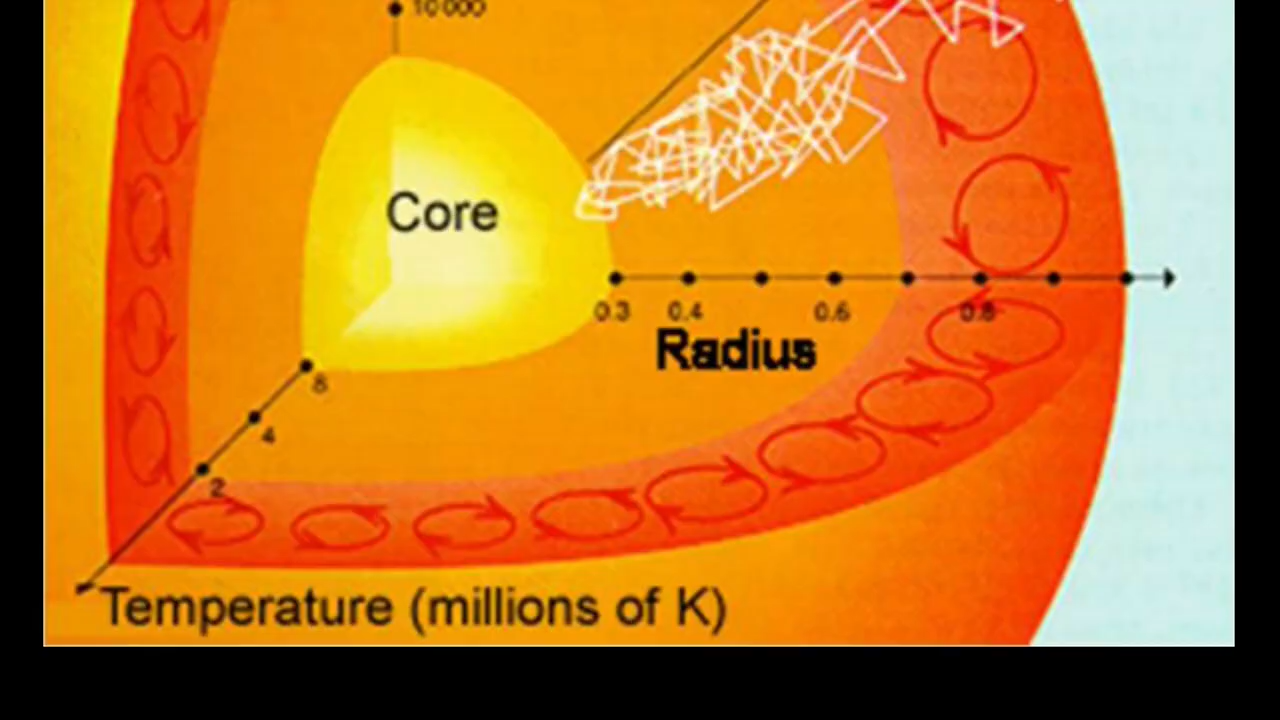 10 000
Core
0.3 0.4 0.6 0.8
Radius
8
4
2
Temperature (millions of K)